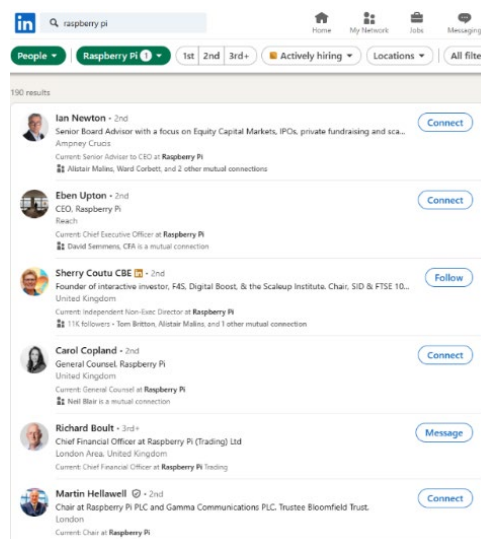 in
raspberry pi
Home
My Network
Jobs
Messaging
People
Raspberry Pi 1
1st 2nd 3rd+
Actively hiring
Locations
All filte
190 results
Ian Newton • 2nd
Senior Board Advisor with a focus on Equity Capital Markets, IPOs, private fundraising and sca...
Ampney Crucis
Current: Senior Adviser to CEO at Raspberry Pi
Alistair Malins, Ward Corbett, and 2 other mutual connections
Connect
Eben Upton • 2nd
CEO, Raspberry Pi
Reach
Current: Chief Executive Officer at Raspberry Pi
David Semmens, CFA is a mutual connection
Connect
Sherry Coutu CBE • 2nd
Founder of interactive investor, F4S, Digital Boost, & the Scaleup Institute. Chair, SID & FTSE 10...
United Kingdom
Current: Independent Non-Exec Director at Raspberry Pi
11K followers • Tom Britton, Alistair Malins, and 1 other mutual connection
Follow
Carol Copland • 2nd
General Counsel, Raspberry Pi
United Kingdom
Current: General Counsel at Raspberry Pi
Neil Blair is a mutual connection
Connect
Richard Boult • 3rd+
Chief Financial Officer at Raspberry Pi (Trading) Ltd
London Area, United Kingdom
Current: Chief Financial Officer at Raspberry Pi Trading
Message
Martin Hellawell • 2nd
Chair at Raspberry Pi PLC and Gamma Communications PLC, Trustee Bloomfield Trust.
London
Current: Chair at Raspberry Pi
Connect